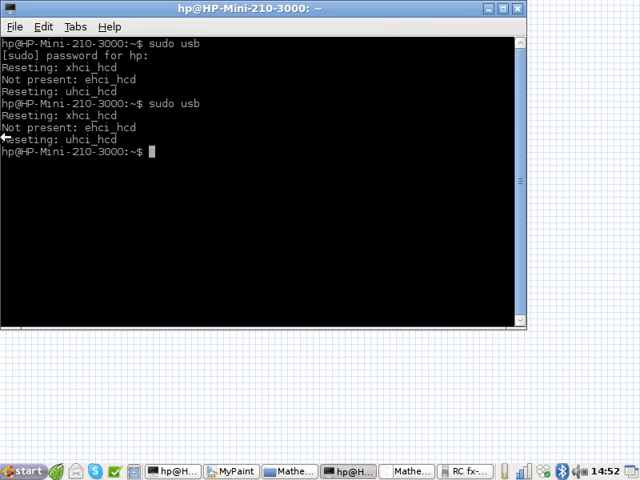 hp@HP-Mini-210-3000: ~
File Edit Tabs Help
hp@HP-Mini-210-3000:~$ sudo usb
[sudo] password for hp:
Reseting: xhci_hcd
Not present: ehci_hcd
Reseting: uhci_hcd
hp@HP-Mini-210-3000:~$ sudo usb
Reseting: xhci_hcd
Not present: ehci_hcd
Reseting: uhci_hcd
hp@HP-Mini-210-3000:~$
start hp@H... MyPaint Mathe... hp@H... Mathe... RC fx-... 14:52